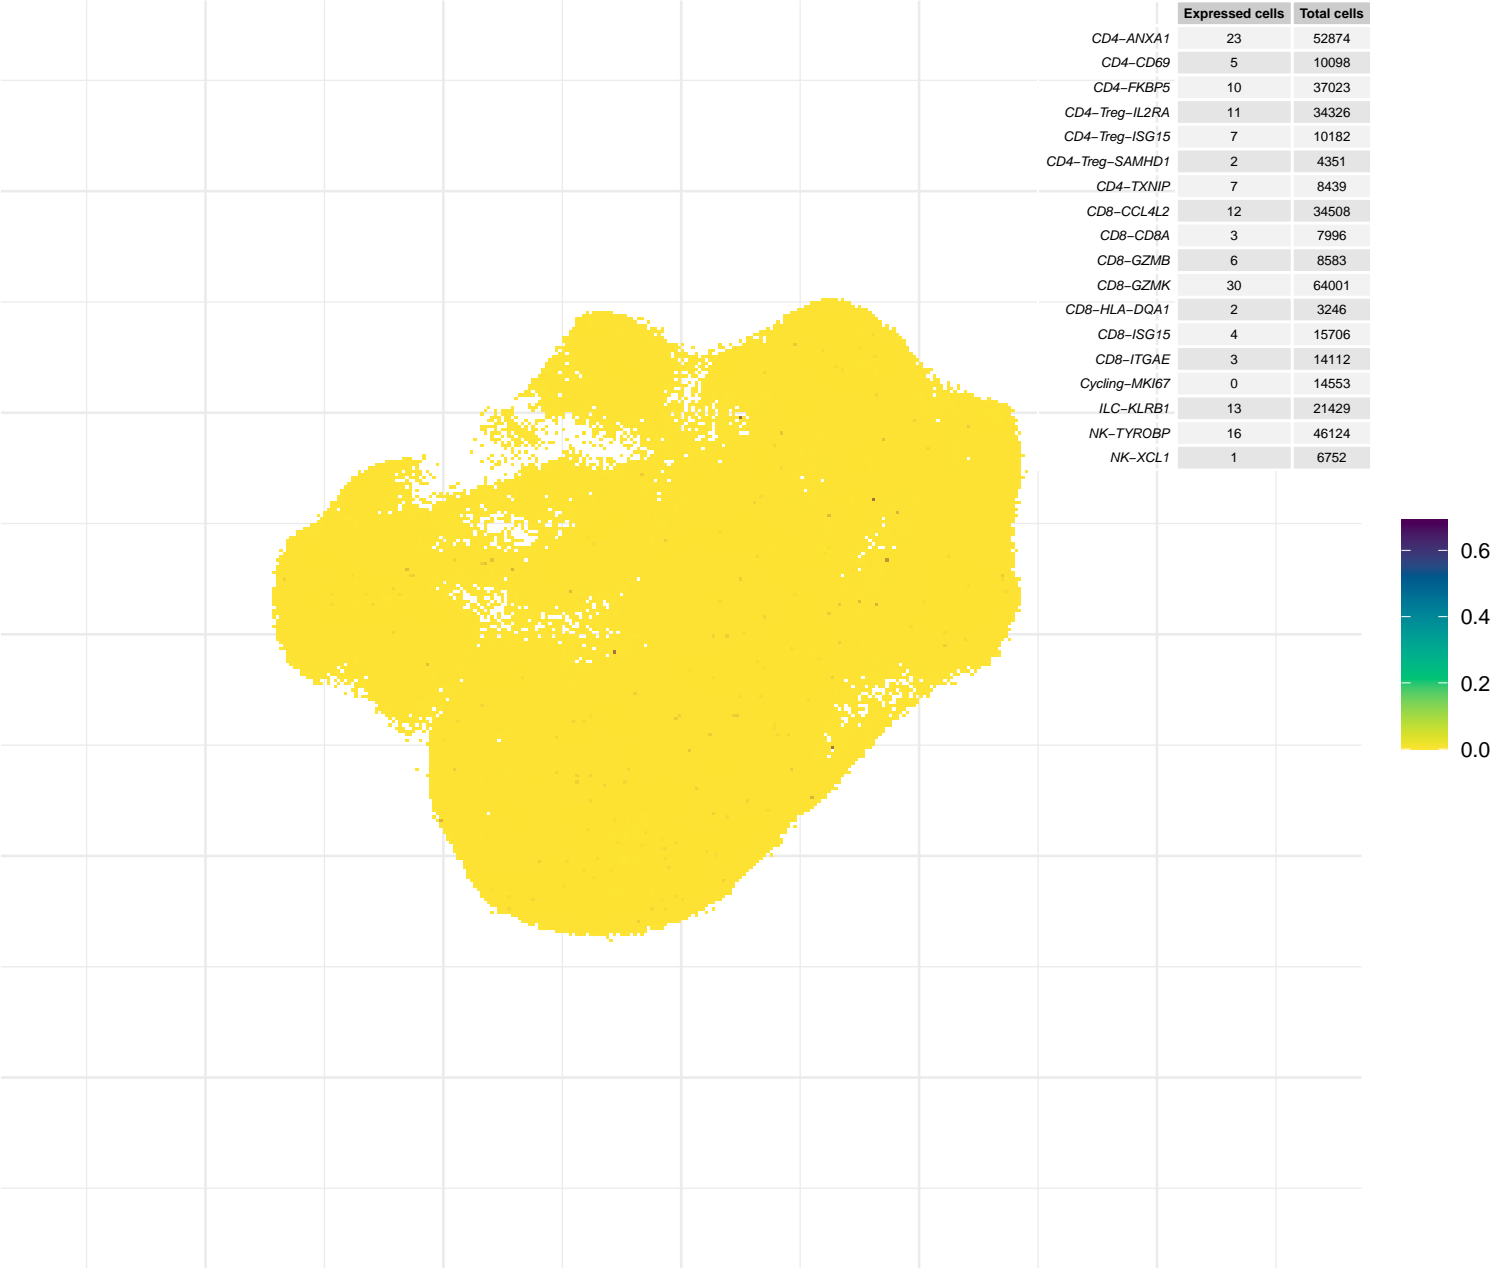 Expressed cells Total cells
CD4−ANXA1 23 52874
CD4−CD69 5 10098
CD4−FKBP5 10 37023
CD4−Treg−IL2RA 11 34326
CD4−Treg−ISG15 7 10182
CD4−Treg−SAMHD1 2 4351
CD4−TXNIP 7 8439
CD8−CCL4L2 12 34508
CD8−CD8A 3 7996
CD8−GZMB 6 8583
CD8−GZMK 30 64001
CD8−HLA−DQA1 2 3246
CD8−ISG15 4 15706
CD8−ITGAE 3 14112
Cycling−MKI67 0 14553
ILC−KLRB1 13 21429
NK−TYROBP 16 46124
NK−XCL1 1 6752
0.6
0.4
0.2
0.0